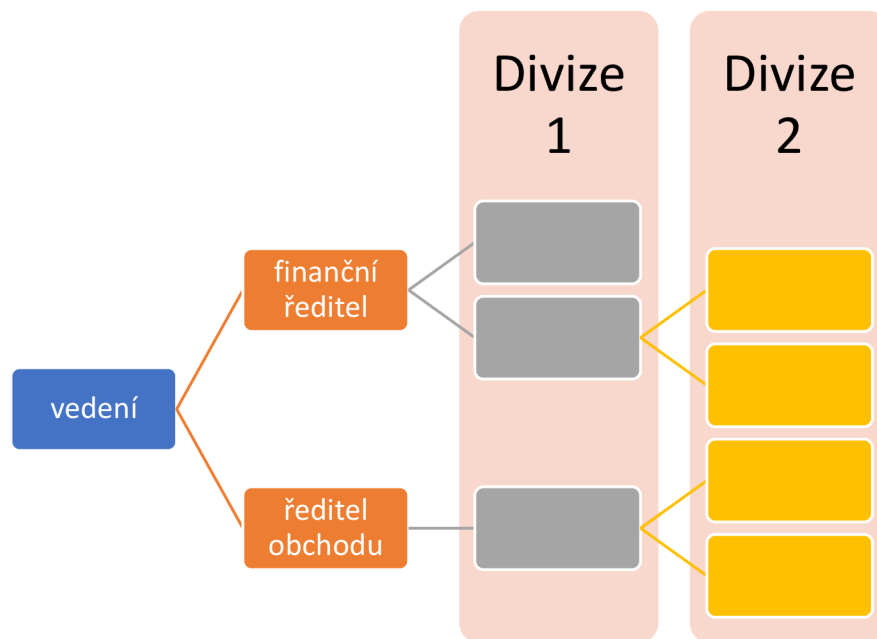 Divize
1
Divize
2
finanční
ředitel
vedení
ředitel
obchodu